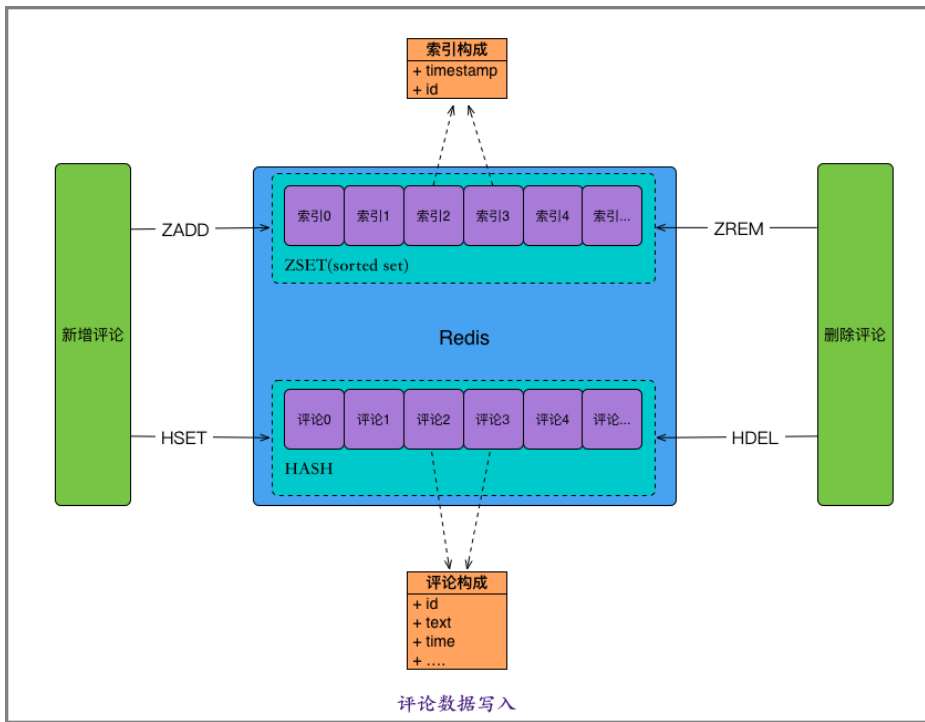 索引构成
+ timestamp
+ id
索引0 索引1 索引2 索引3 索引4 索引...
ZADD
ZREM
ZSET(sorted set)
新增评论
Redis
删除评论
评论0 评论1 评论2 评论3 评论4 评论...
HSET
HDEL
HASH
评论构成
+ id
+ text
+ time
+ ....
评论数据写入